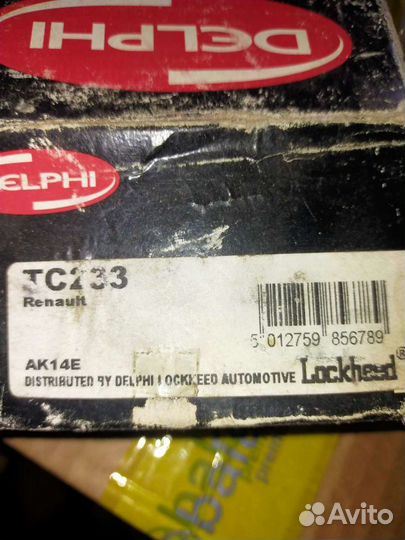 DELPHI
DELPHI
TC233
Renault
5 012759 856789
AK14E
DISTRIBUTED BY DELPHI LOCKHEED AUTOMOTIVE Lockheed®
Avito